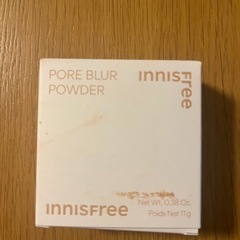 PORE BLUR
POWDER
INNISFree
INNISFree
Net Wt. 0.38 Oz.
Poids Net 11g